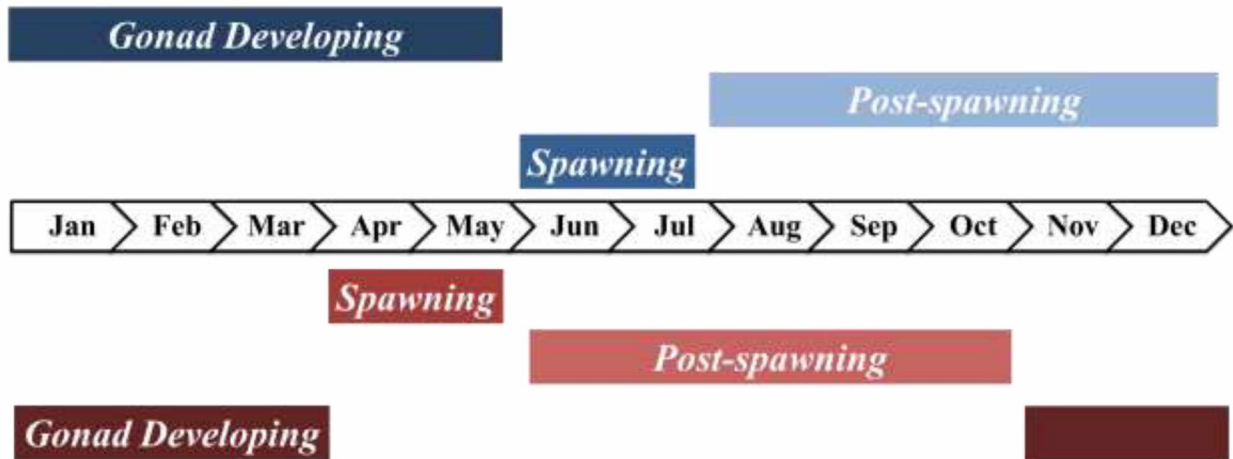 Gonad Developing
Post-spawning
Spawning
Jan Feb Mar Apr May Jun Jul Aug Sep Oct Nov Dec
Spawning
Post-spawning
Gonad Developing